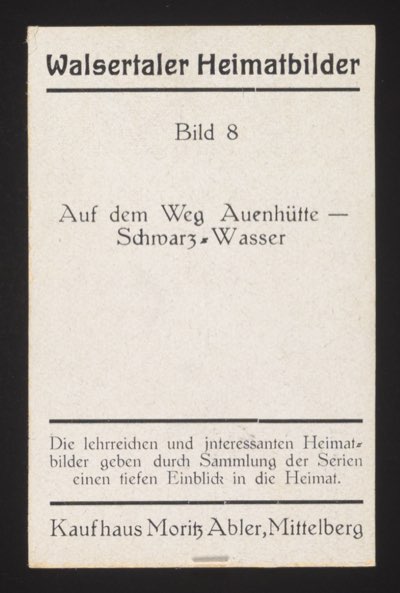 Walsertaler Heimatbilder
Bild 8
Auf dem Weg Auenhütte —
Schwarz-Wasser
Die lehrreichen und jnteressanten Heimat-
bilder geben durch Sammlung der Serien
einen tiefen Einblick in die Heimat.
Kaufhaus Moritz Abler, Mittelberg